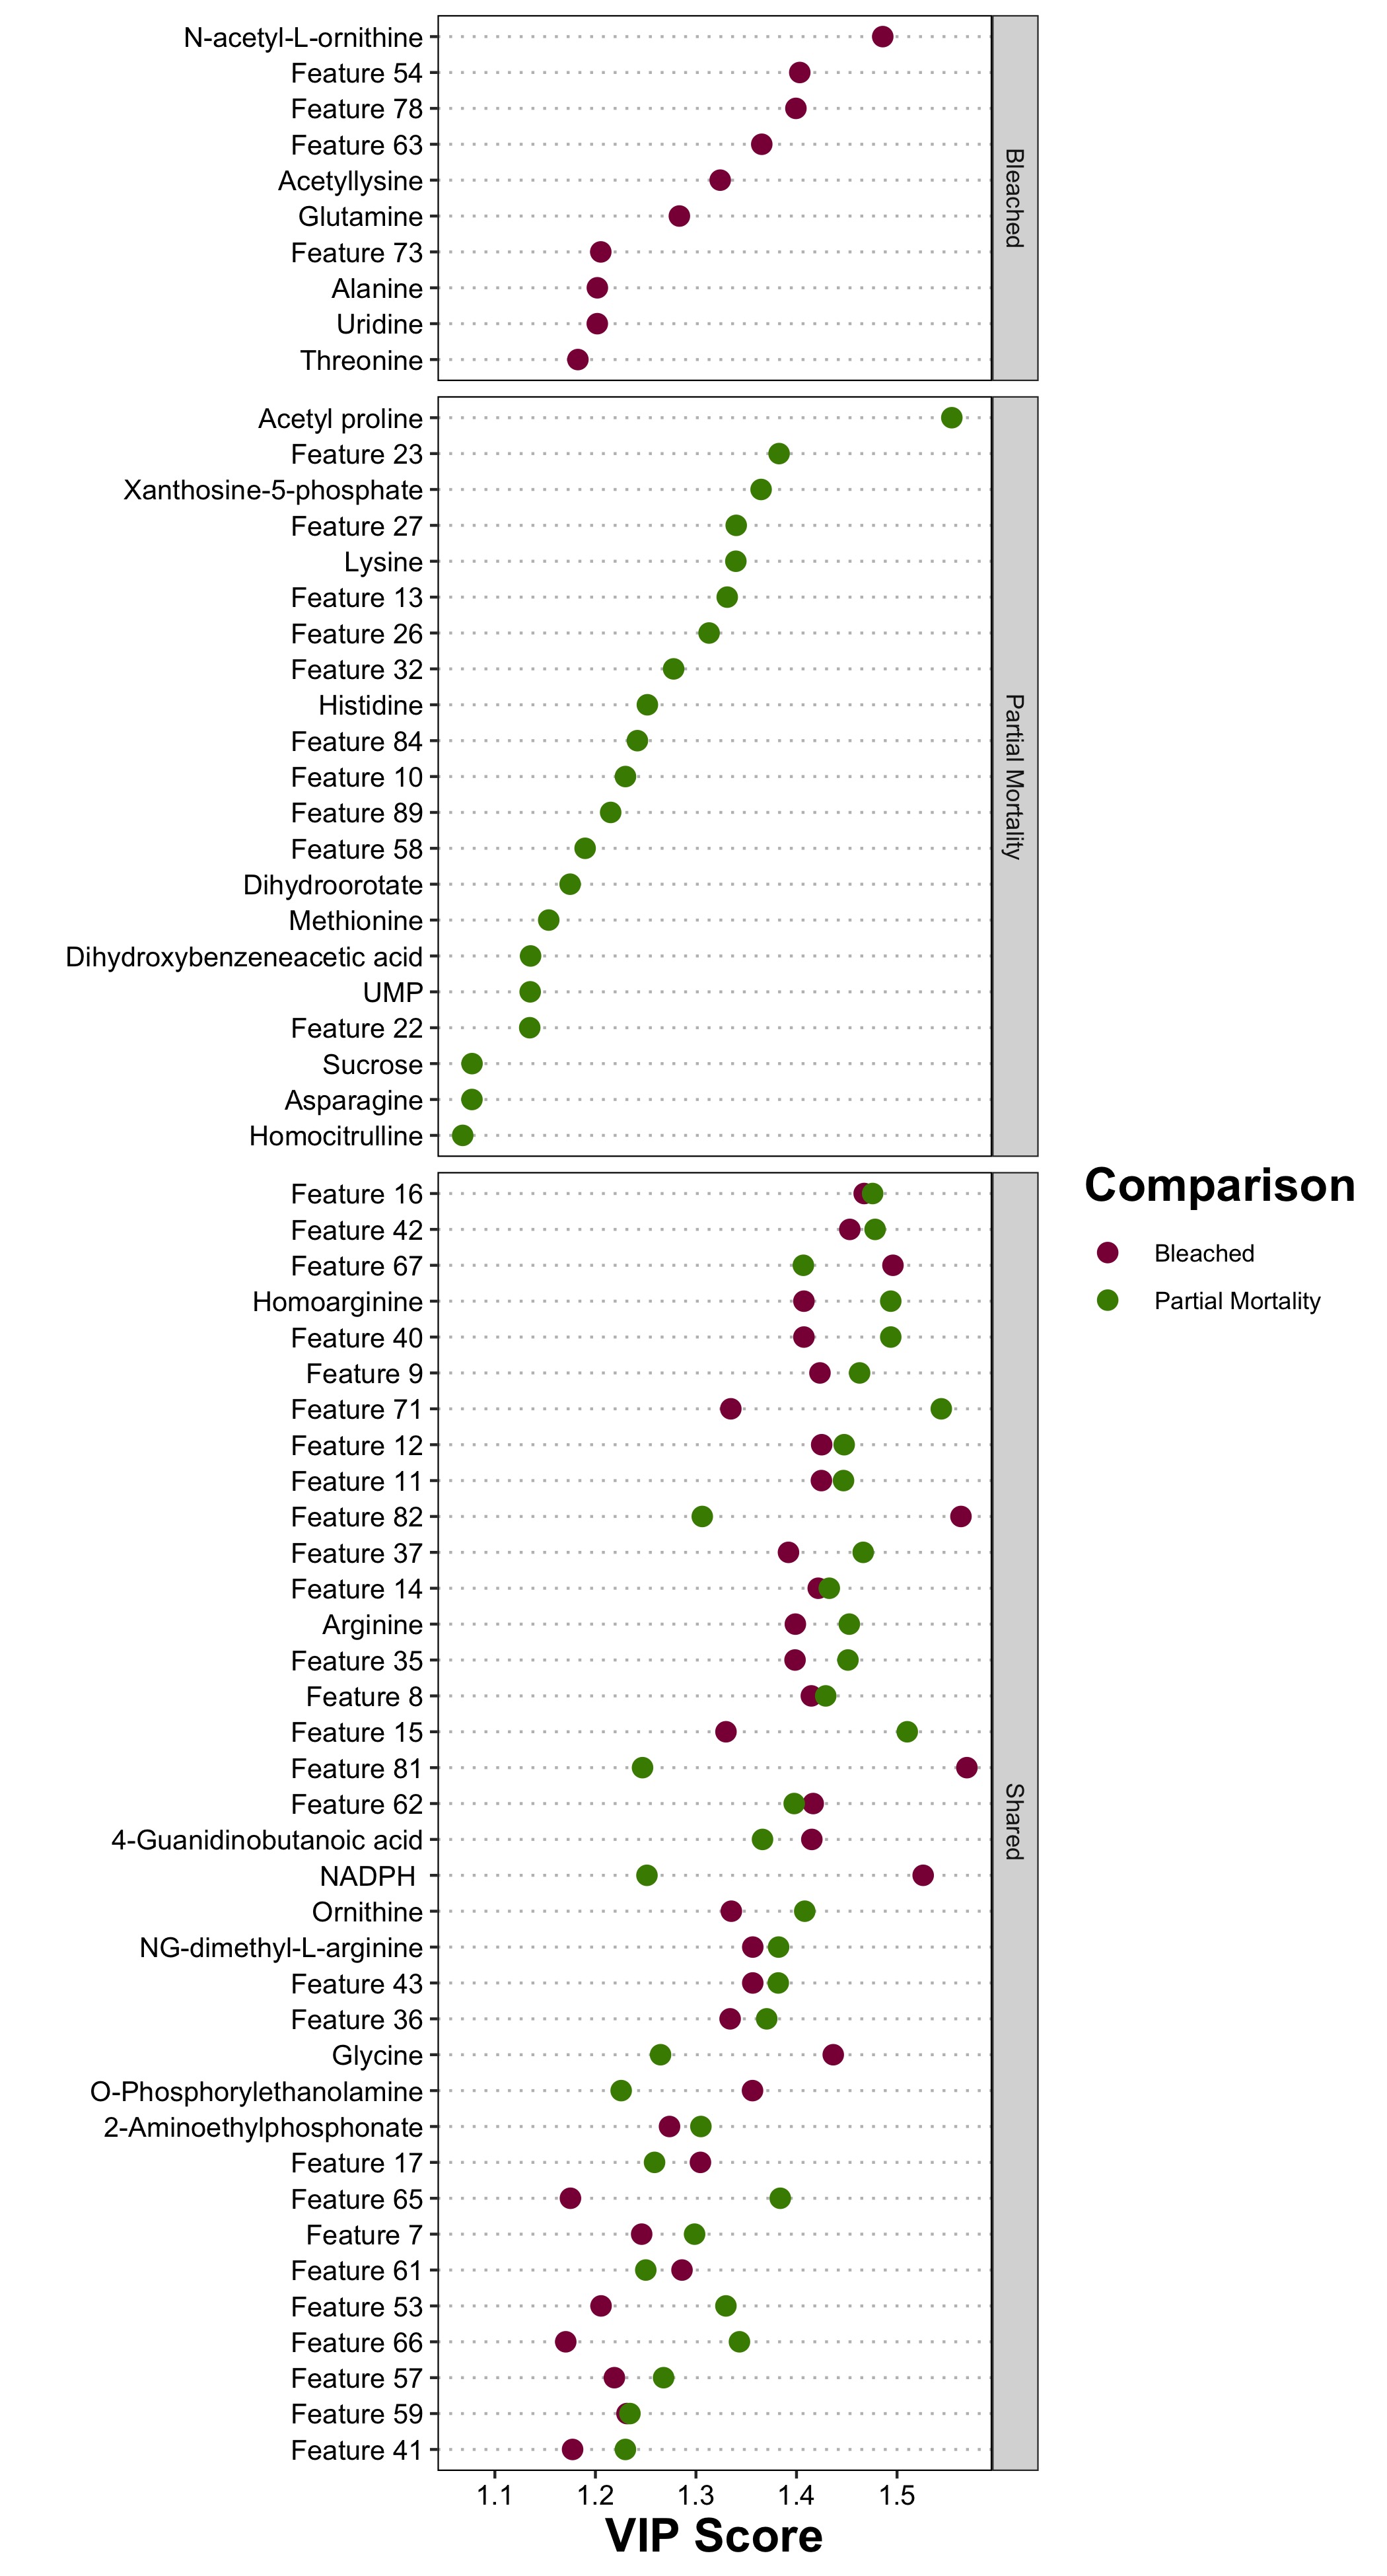 N-acetyl-L-ornithine
Feature 54
Feature 78
Feature 63
Acetyllysine
Glutamine
Feature 73
Alanine
Uridine
Threonine
Bleached
Acetyl proline
Feature 23
Xanthosine-5-phosphate
Feature 27
Lysine
Feature 13
Feature 26
Feature 32
Histidine
Feature 84
Feature 10
Feature 89
Feature 58
Dihydroorotate
Methionine
Dihydroxybenzeneacetic acid
UMP
Feature 22
Sucrose
Asparagine
Homocitrulline
Partial Mortality
Feature 16
Feature 42
Feature 67
Homoarginine
Feature 40
Feature 9
Feature 71
Feature 12
Feature 11
Feature 82
Feature 37
Feature 14
Arginine
Feature 35
Feature 8
Feature 15
Feature 81
Feature 62
4-Guanidinobutanoic acid
NADPH
Ornithine
NG-dimethyl-L-arginine
Feature 43
Feature 36
Glycine
O-Phosphorylethanolamine
2-Aminoethylphosphonate
Feature 17
Feature 65
Feature 7
Feature 61
Feature 53
Feature 66
Feature 57
Feature 59
Feature 41
Shared
1.1 1.2 1.3 1.4 1.5
VIP Score
Comparison
Bleached
Partial Mortality